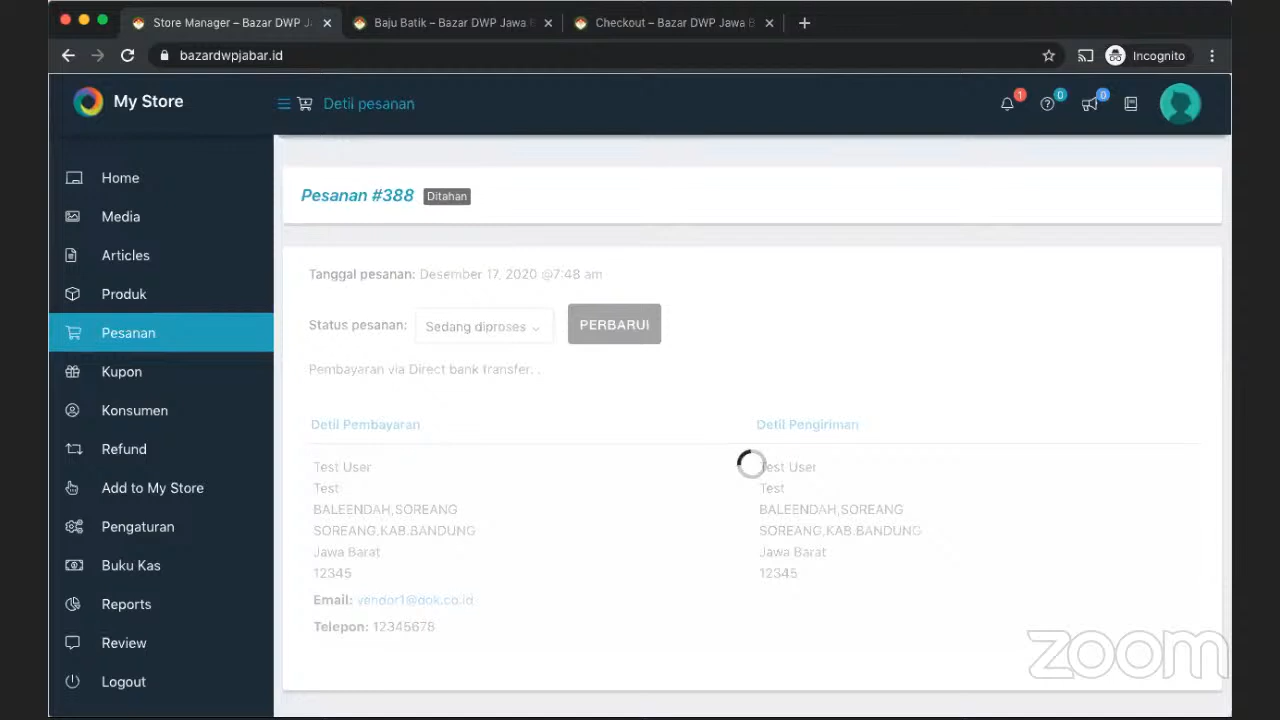 Store Manager – Bazar DWP J
Baju Batik – Bazar DWP Jawa B
Checkout – Bazar DWP Jawa B
bazardwpjabar.id
Incognito
My Store
Detil pesanan
1
0
0
Home
Media
Articles
Produk
Pesanan
Kupon
Konsumen
Refund
Add to My Store
Pengaturan
Buku Kas
Reports
Review
Logout
Pesanan #388 Ditahan
Tanggal pesanan: Desember 17, 2020 @7:48 am
Status pesanan: Sedang diproses PERBARUI
Pembayaran via Direct bank transfer. .
Detil Pembayaran
Test User
Test
BALEENDAH,SOREANG
SOREANG,KAB.BANDUNG
Jawa Barat
12345
Email: vendor1@dok.co.id
Telepon: 12345678
Detil Pengiriman
Test User
Test
BALEENDAH,SOREANG
SOREANG,KAB.BANDUNG
Jawa Barat
12345
zoom